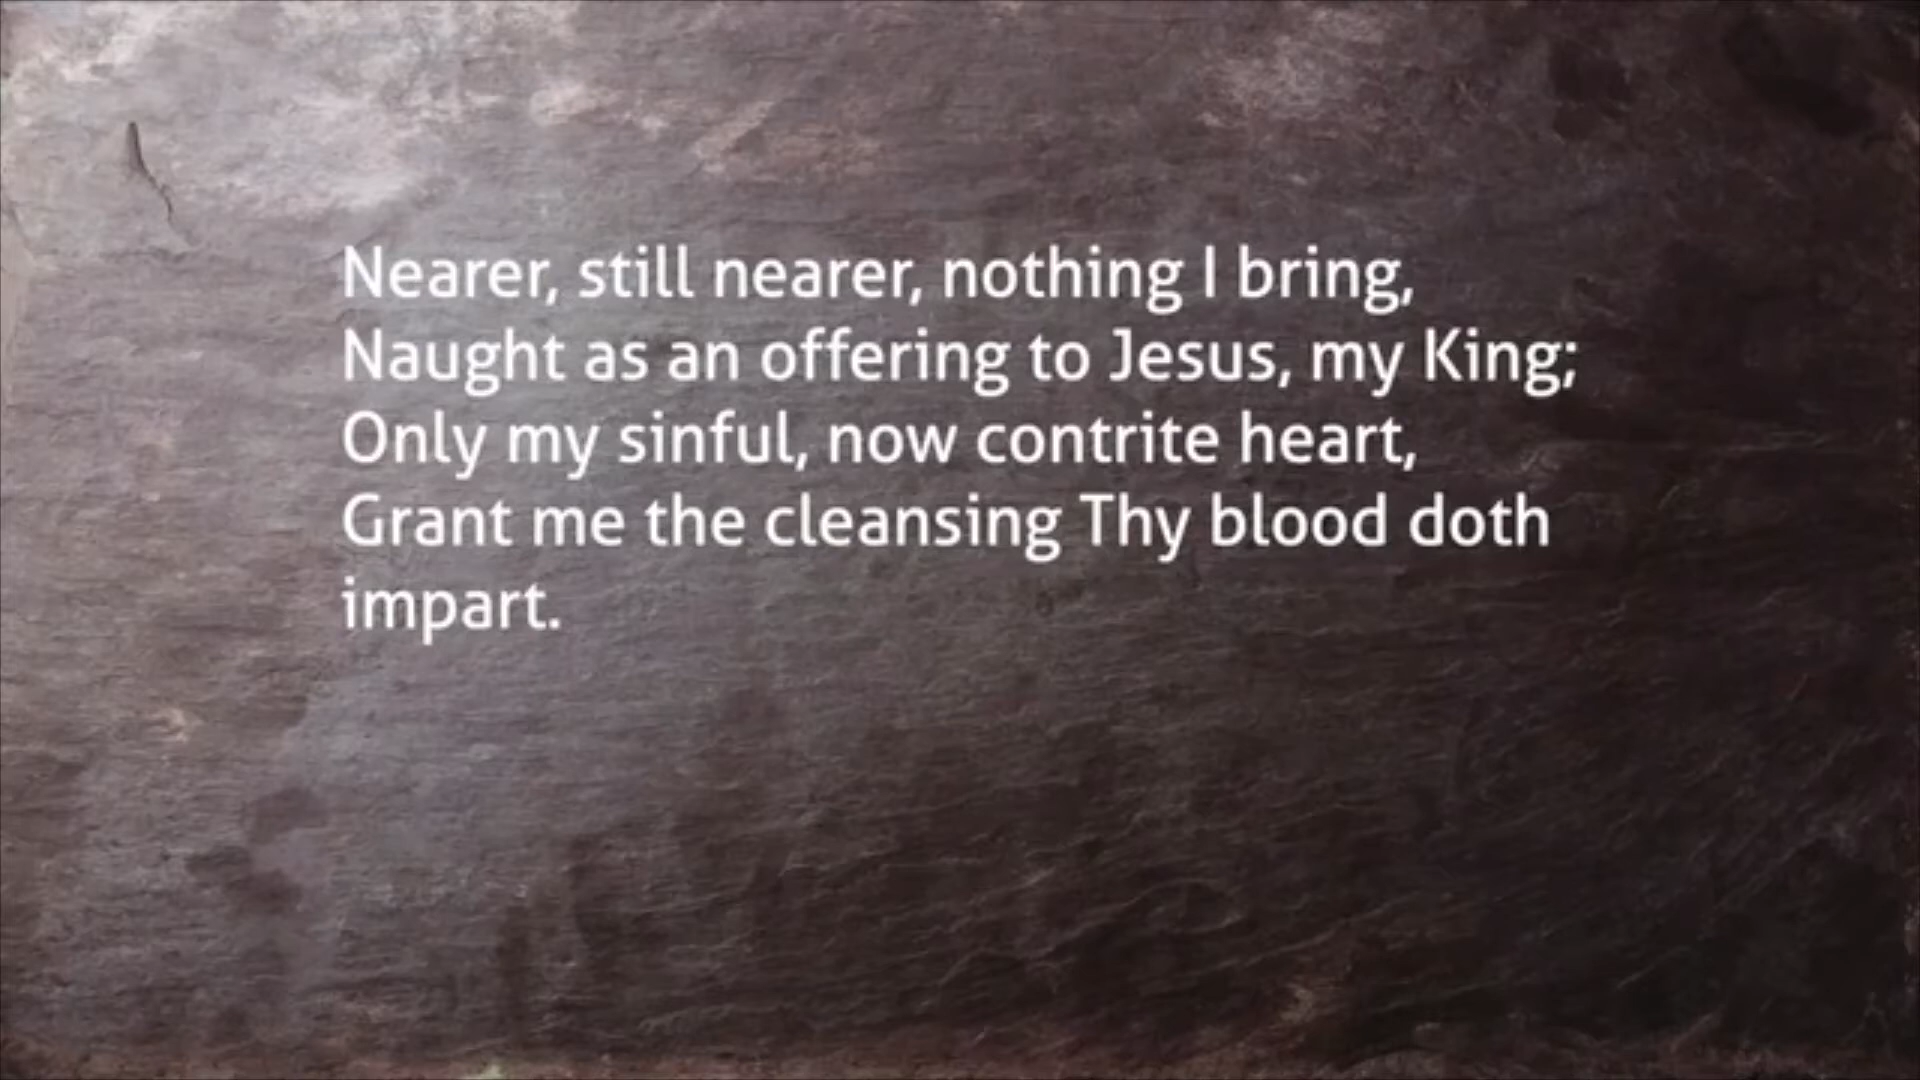 Nearer, still nearer, nothing I bring,
Naught as an offering to Jesus, my King;
Only my sinful, now contrite heart,
Grant me the cleansing Thy blood doth
impart.